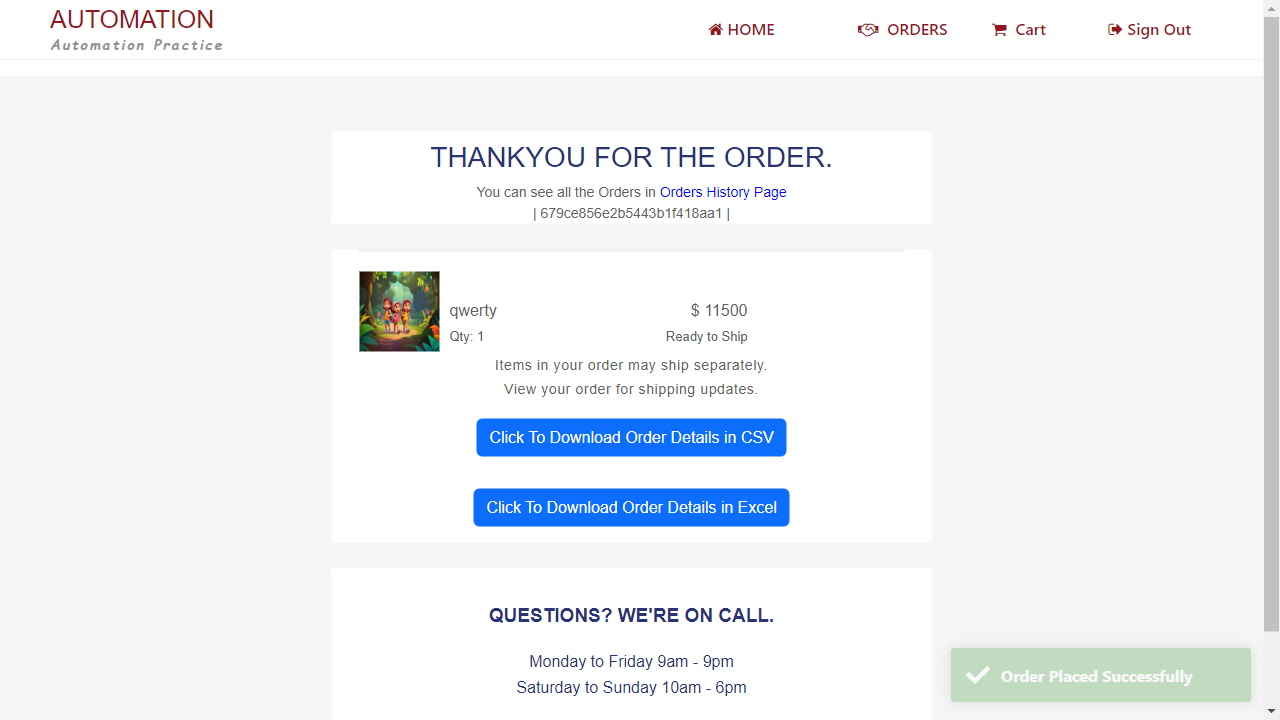 AUTOMATION
Automation Practice
HOME
ORDERS
Cart
Sign Out
THANKYOU FOR THE ORDER.
You can see all the Orders in Orders History Page
| 679ce856e2b5443b1f418aa1 |
qwerty
$ 11500
Qty: 1
Ready to Ship
Items in your order may ship separately.
View your order for shipping updates.
Click To Download Order Details in CSV
Click To Download Order Details in Excel
QUESTIONS? WE'RE ON CALL.
Monday to Friday 9am - 9pm
Saturday to Sunday 10am - 6pm
Order Placed Successfully